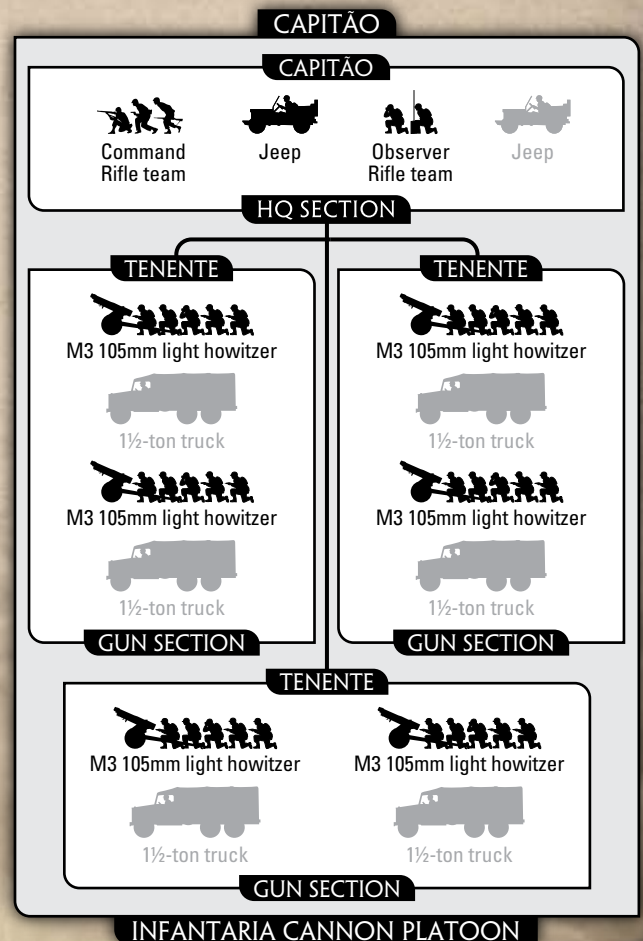 CAPITÃO
CAPITÃO
Command
Rifle team
Jeep
Observer
Rifle team
Jeep
HQ SECTION
TENENTE
M3 105mm light howitzer
1½-ton truck
M3 105mm light howitzer
1½-ton truck
GUN SECTION
TENENTE
M3 105mm light howitzer
1½-ton truck
M3 105mm light howitzer
1½-ton truck
GUN SECTION
TENENTE
M3 105mm light howitzer
1½-ton truck
M3 105mm light howitzer
1½-ton truck
GUN SECTION
INFANTARIA CANNON PLATOON